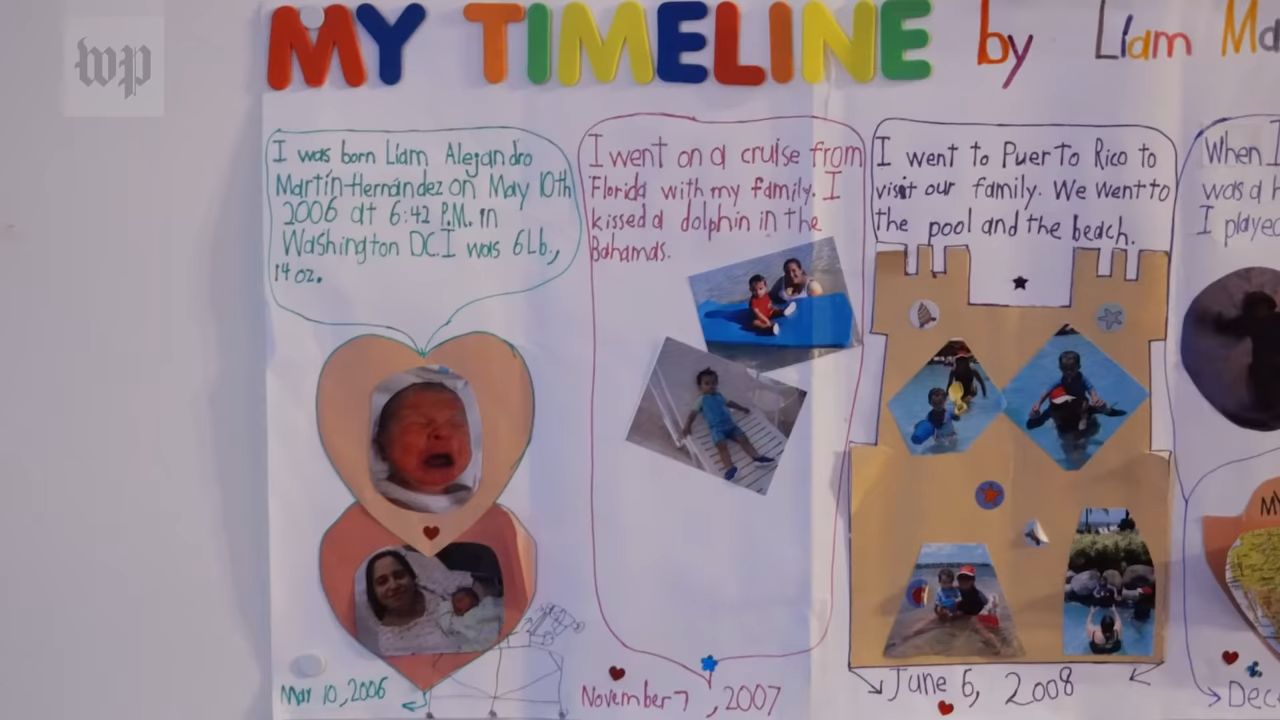 wp
MY TIMELINE by Liam Ma
I was born Liam Alejandro
Martín-Hernández on May 10th
2006 at 6:42 P.M. in
Washington DC. I was 6Lb.,
14 oz.
May 10, 2006
I went on a cruise from
Florida with my family. I
kissed a dolphin in the
Bahamas.
November 7, 2007
I went to Puerto Rico to
visit our family. We went to
the pool and the beach.
June 6, 2008
When I
was a
I played
Dec